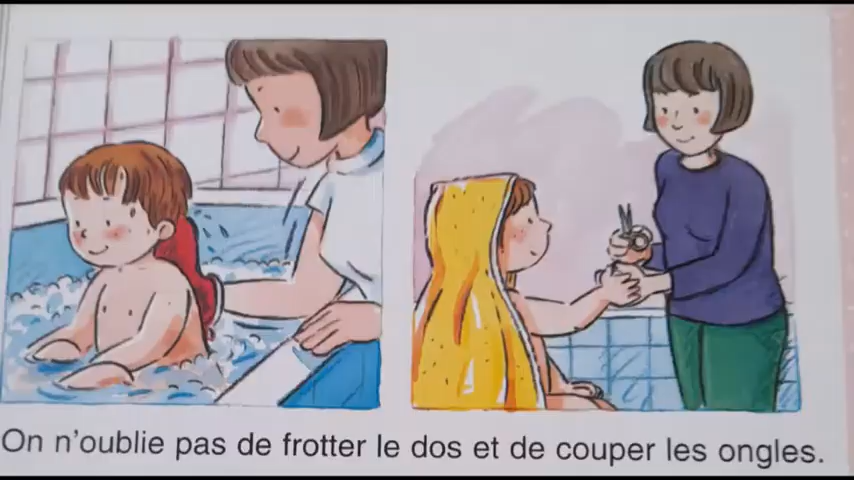 On n'oublie pas de frotter le dos et de couper les ongles.